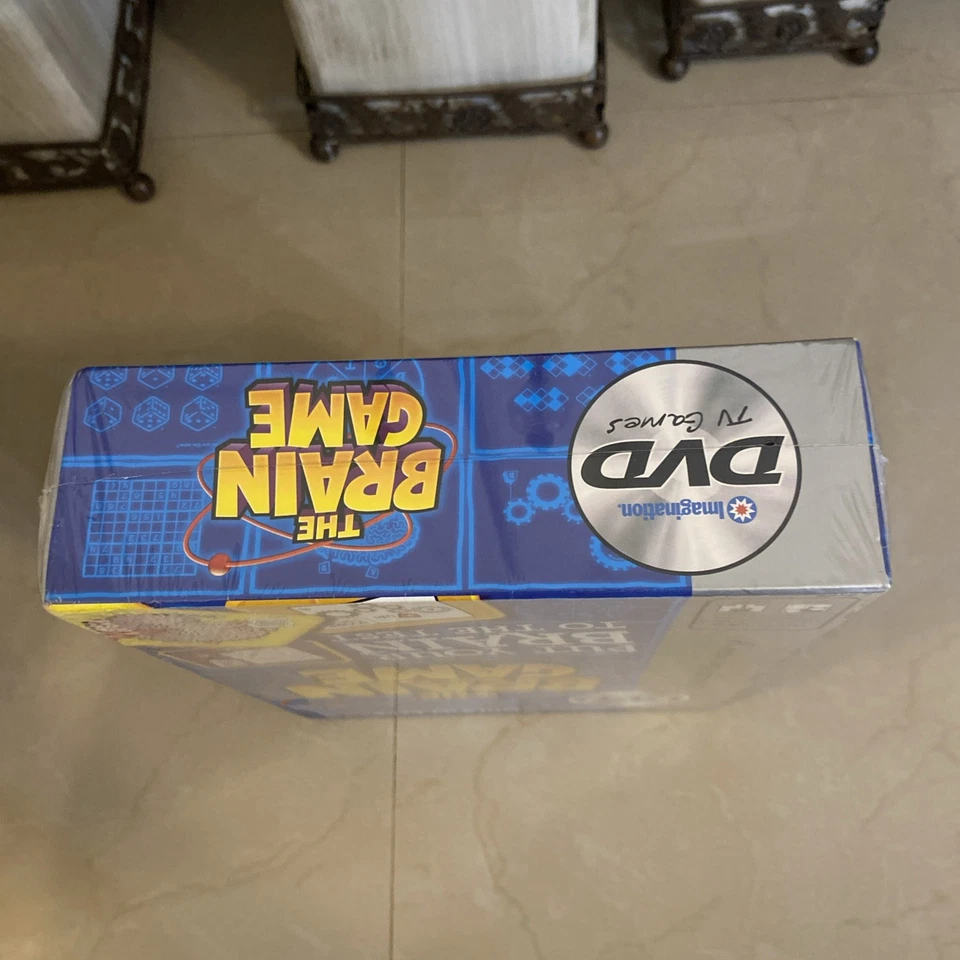 Imagination.
DVD
TV Games
THE
BRAIN
GAME
PUT YOUR
BRAIN
TO THE TEST